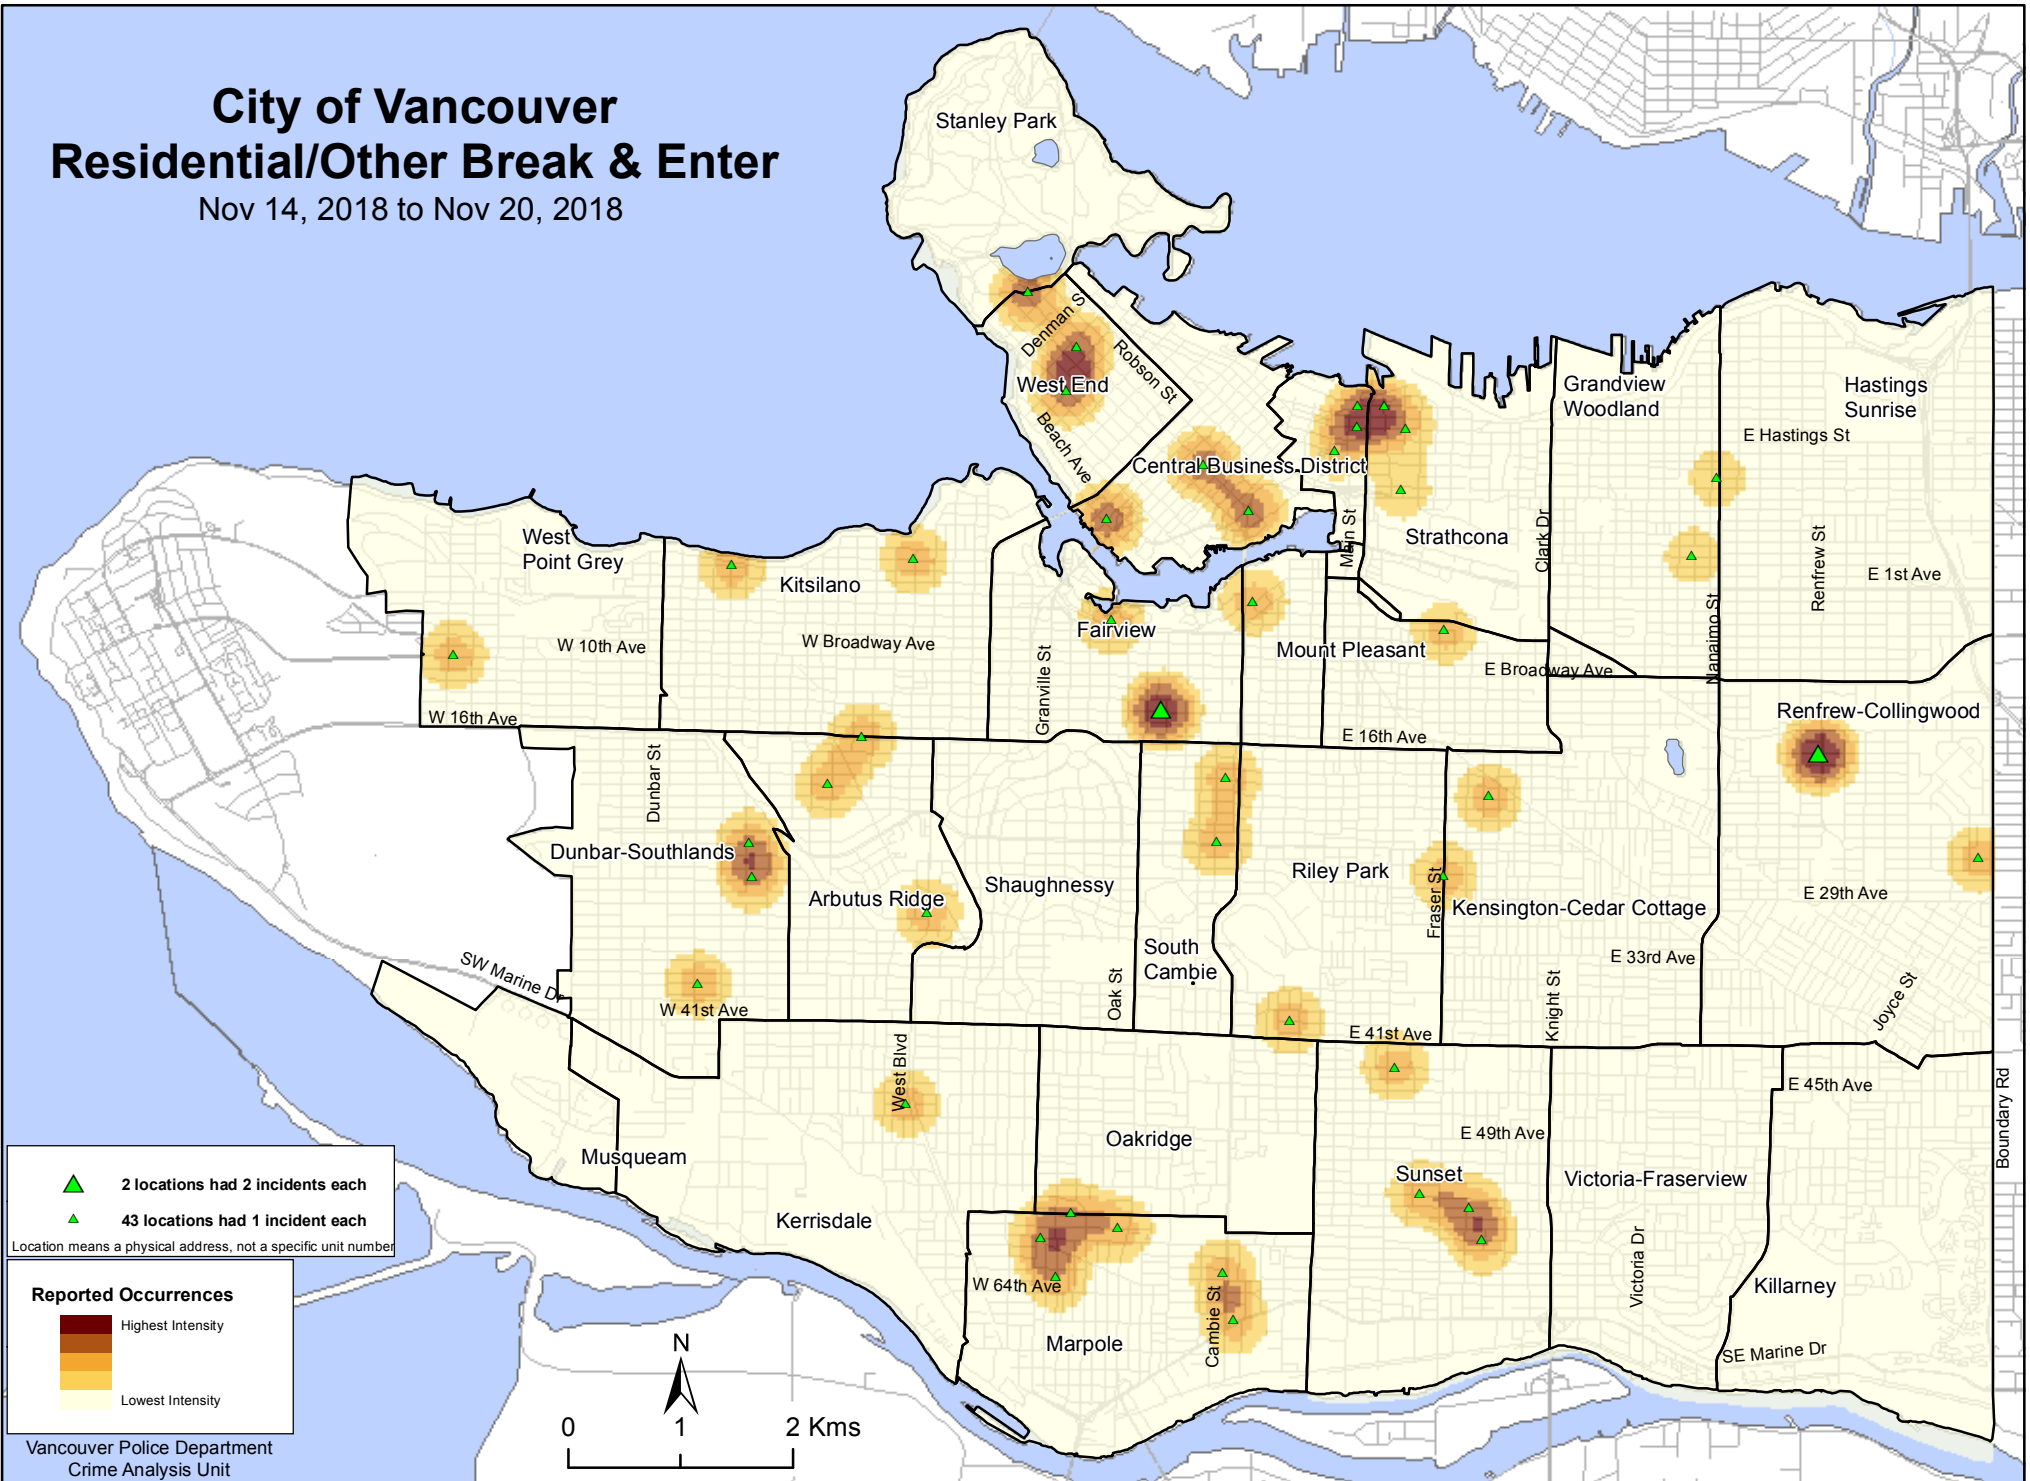 City of Vancouver
Residential/Other Break & Enter
Nov 14, 2018 to Nov 20, 2018
Stanley Park
Denman S
Robson St
West End
Beach Ave
Central Business District
Grandview
Woodland
Hastings
Sunrise
E Hastings St
Main St
Strathcona
Clark Dr
Renfrew St
E 1st Ave
Nanaimo St
West
Point Grey
Kitsilano
W 10th Ave
W Broadway Ave
Granville St
Fairview
Mount Pleasant
E Broadway Ave
W 16th Ave
E 16th Ave
Renfrew-Collingwood
Dunbar St
Dunbar-Southlands
Arbutus Ridge
Shaughnessy
Riley Park
Fraser St
Kensington-Cedar Cottage
E 29th Ave
South
Cambie
Oak St
E 33rd Ave
Knight St
Joyce St
SW Marine Dr
W 41st Ave
E 41st Ave
West Blvd
E 45th Ave
Boundary Rd
Oakridge
E 49th Ave
Musqueam
Sunset
Victoria-Fraserview
Kerrisdale
W 64th Ave
Cambie St
Victoria Dr
Killarney
Marpole
SE Marine Dr
2 locations had 2 incidents each
43 locations had 1 incident each
Location means a physical address, not a specific unit number
Reported Occurrences
Highest Intensity
Lowest Intensity
Vancouver Police Department
Crime Analysis Unit
N
0 1 2 Kms